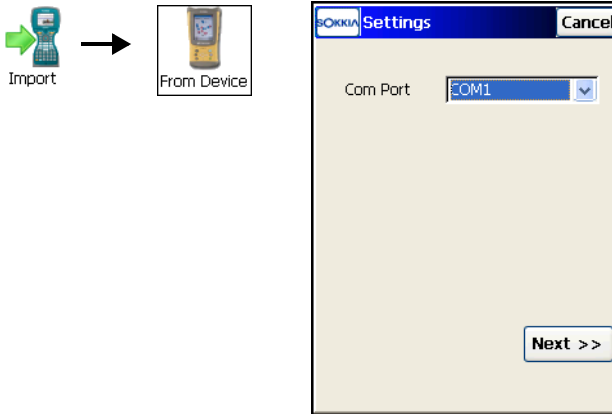 Import
From Device
SOKKIA Settings
Cancel
Com Port
COM1
Next >>